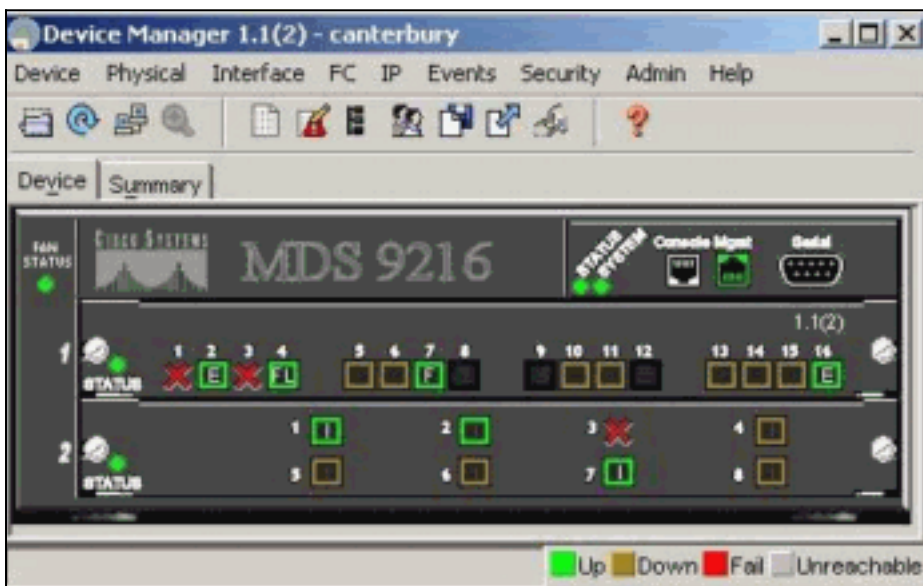 Device Manager 1.1(2) - canterbury
Device Physical Interface FC IP Events Security Admin Help
Device Summary
FAN STATUS
CISCO SYSTEMS
MDS 9216
STATUS
SYSTEM
Console Mgmt Serial
1.1(2)
1
1 2 3 4 5 6 7 8 9 10 11 12 13 14 15 16
E FL F E
STATUS
1 2 3 4
I I
2
5 6 7 8
I
STATUS
Up Down Fail Unreachable